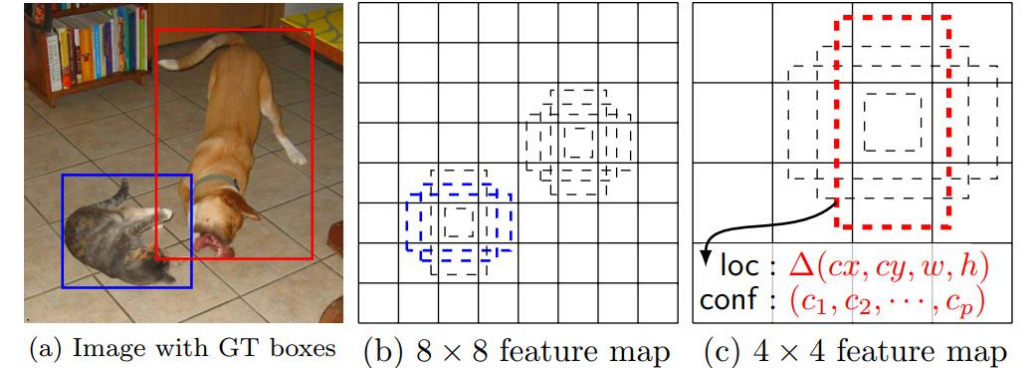 loc : Δ(cx, cy, w, h)
conf : (c₁, c₂, ⋯, cₚ)
(a) Image with GT boxes
(b) 8 × 8 feature map
(c) 4 × 4 feature map